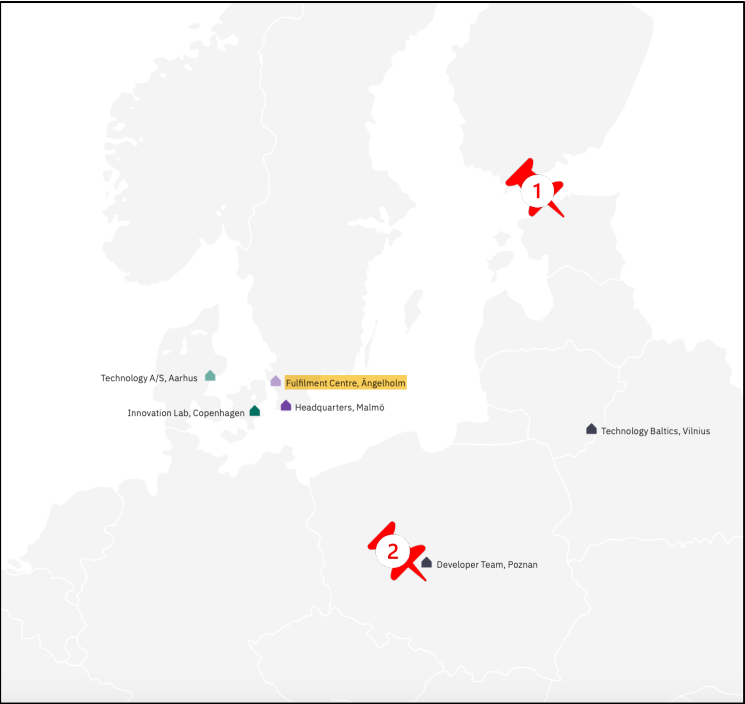 1
Technology A/S, Aarhus
Fulfilment Centre, Ängelholm
Innovation Lab, Copenhagen
Headquarters, Malmö
Technology Baltics, Vilnius
2
Developer Team, Poznan